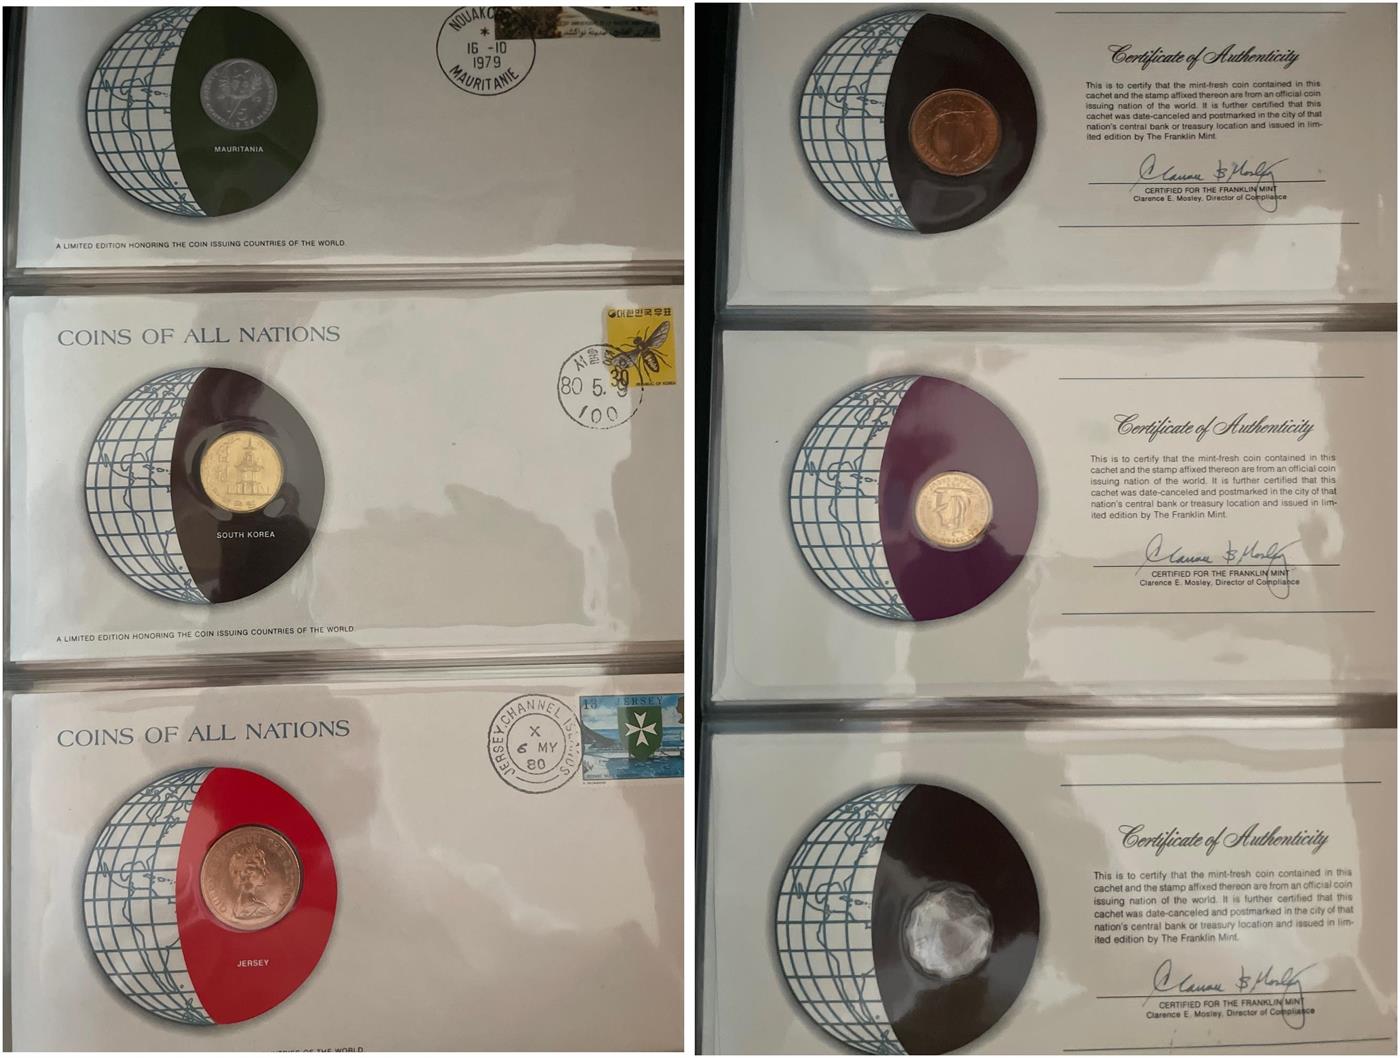 NOUAKC
16 -10
1979
MAURITANIE
MAURITANIA
A LIMITED EDITION HONORING THE COIN ISSUING COUNTRIES OF THE WORLD.
COINS OF ALL NATIONS
대한민국우표
30
REPUBLIC OF KOREA
80 5. 9
100
SOUTH KOREA
A LIMITED EDITION HONORING THE COIN ISSUING COUNTRIES OF THE WORLD.
COINS OF ALL NATIONS
JERSEY, CHANNEL ISLANDS
X
6 MY
80
13 JERSEY
JERSEY
NTRIES OF THE WORLD.
Certificate of Authenticity
This is to certify that the mint-fresh coin contained in this
cachet and the stamp affixed thereon are from an official coin
issuing nation of the world. It is further certified that this
cachet was date-canceled and postmarked in the city of that
nation's central bank or treasury location and issued in lim-
ited edition by The Franklin Mint.
CERTIFIED FOR THE FRANKLIN MINT
Clarence E. Mosley, Director of Compliance
Certificate of Authenticity
This is to certify that the mint-fresh coin contained in this
cachet and the stamp affixed thereon are from an official coin
issuing nation of the world. It is further certified that this
cachet was date-canceled and postmarked in the city of that
nation's central bank or treasury location and issued in lim-
ited edition by The Franklin Mint.
CERTIFIED FOR THE FRANKLIN MINT
Clarence E. Mosley, Director of Compliance
Certificate of Authenticity
This is to certify that the mint-fresh coin contained in this
cachet and the stamp affixed thereon are from an official coin
issuing nation of the world. It is further certified that this
cachet was date-canceled and postmarked in the city of that
nation's central bank or treasury location and issued in lim-
ited edition by The Franklin Mint.
CERTIFIED FOR THE FRANKLIN MINT
Clarence E. Mosley, Director of Compliance